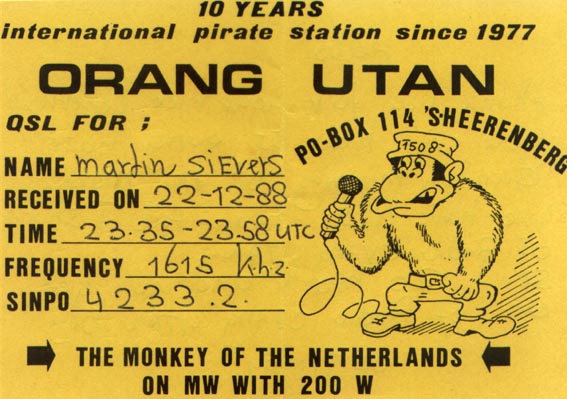 10 YEARS
international pirate station since 1977
ORANG UTAN
QSL FOR ;
PO-BOX 114 'S-HEERENBERG
7508
NAME martin SiEvers
RECEIVED ON 22-12-88
TIME 23.35-23.58 UTC
FREQUENCY 1615 k.hz
SINPO 4233.2.
THE MONKEY OF THE NETHERLANDS
ON MW WITH 200 W